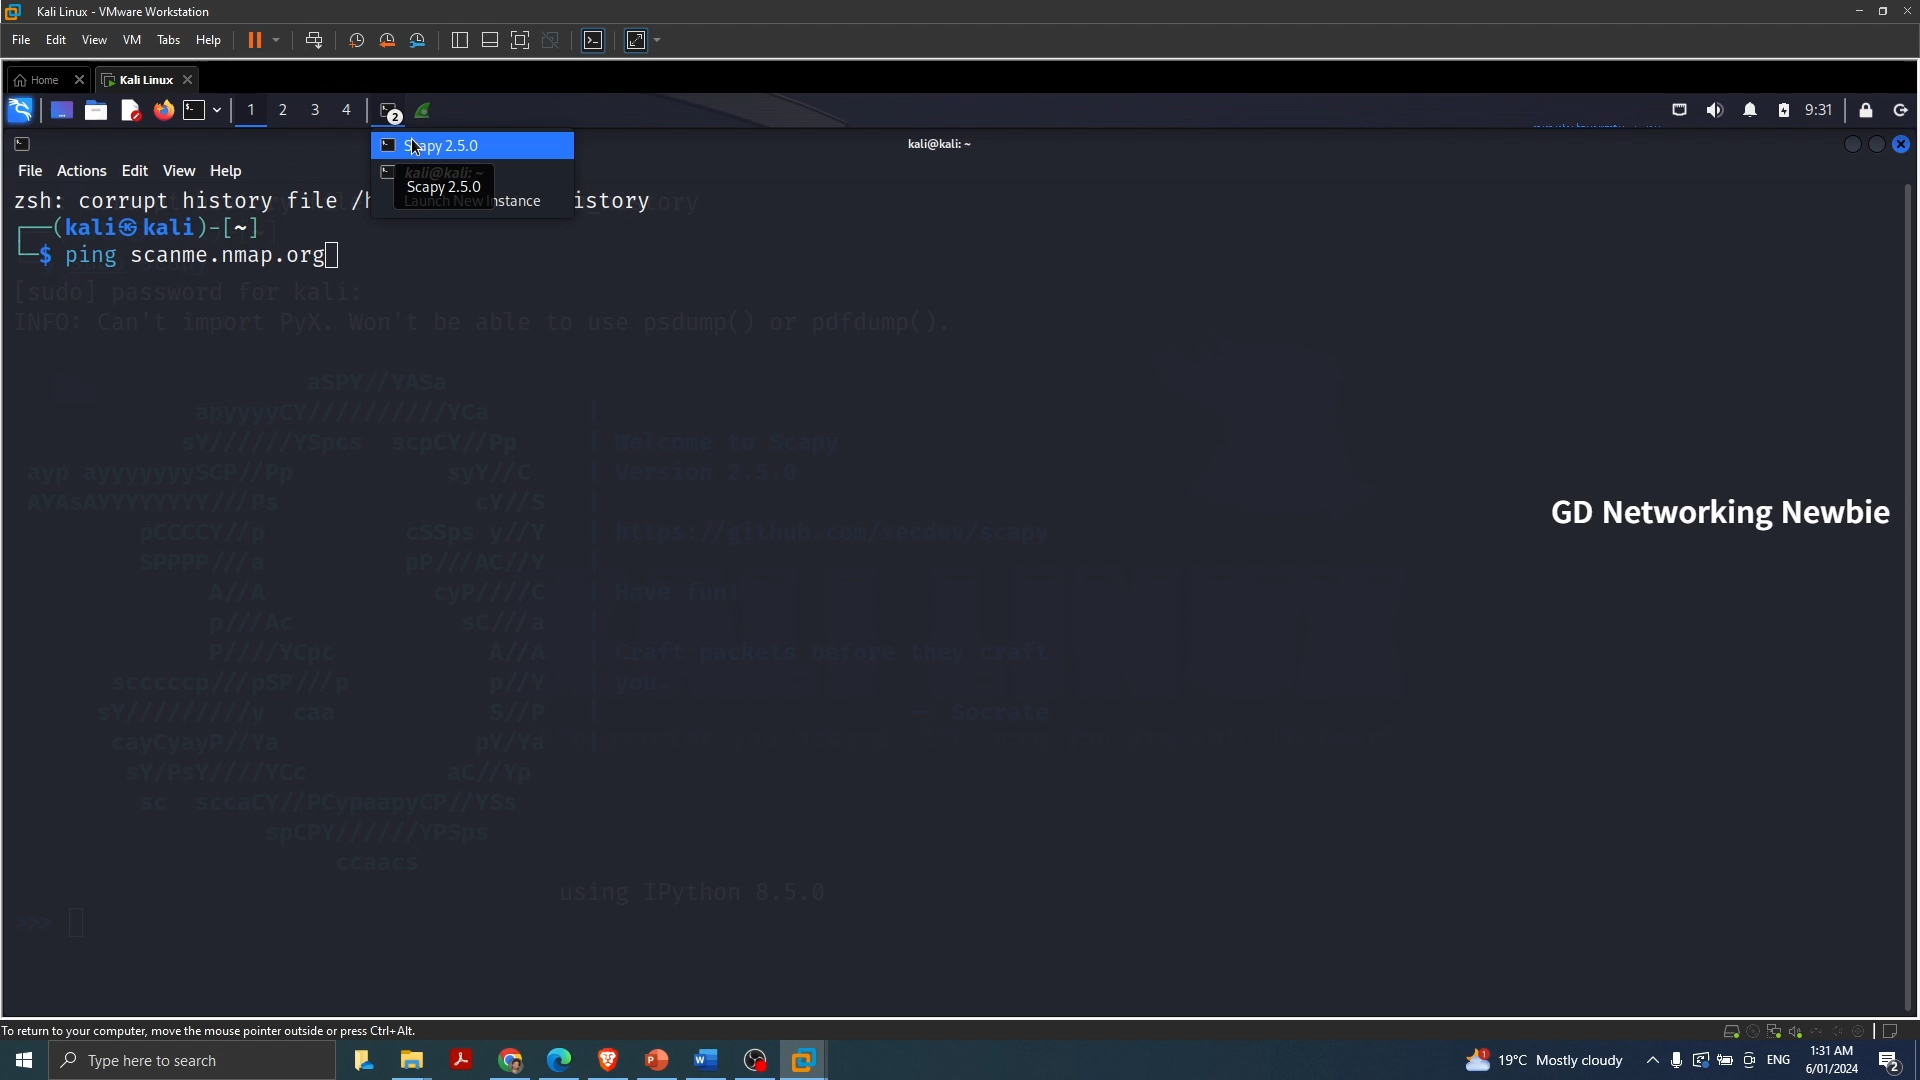 Kali Linux - VMware Workstation
File Edit View VM Tabs Help
Home Kali Linux
1 2 3 4 2 9:31
kali@kali: ~
Scapy 2.5.0
kali@kali: ~
Scapy 2.5.0
Launch New Instance
File Actions Edit View Help
zsh: corrupt history file /h istory
(kali㉿kali)-[~]
$ ping scanme.nmap.org
[sudo] password for kali:
INFO: Can't import PyX. Won't be able to use psdump() or pdfdump().
aSPY//YASa
apyyyyCY//////////YCa |
sY//////YSpcs scpCY//Pp | Welcome to Scapy
ayp ayyyyyyySCP//Pp syY//C | Version 2.5.0
AYAsAYYYYYYYY///Ps cY//S |
pCCCCY//p cSSps y//Y | https://github.com/secdev/scapy
SPPPP///a pP///AC//Y |
A//A cyP////C | Have fun!
p///Ac sC///a |
P////YCpc A//A | Craft packets before they craft
scccccp///pSP///p p//Y | you.
sY/////////y caa S//P | -- Socrate
cayCyayP//Ya pY/Ya |
sY/PsY////YCc aC//Yp
sc sccaCY//PCypaapyCP//YSs
spCPY//////YPSps
ccaacs
using IPython 8.5.0
>>>
GD Networking Newbie
To return to your computer, move the mouse pointer outside or press Ctrl+Alt.
Type here to search
1 19°C Mostly cloudy ENG 1:31 AM
6/01/2024 2